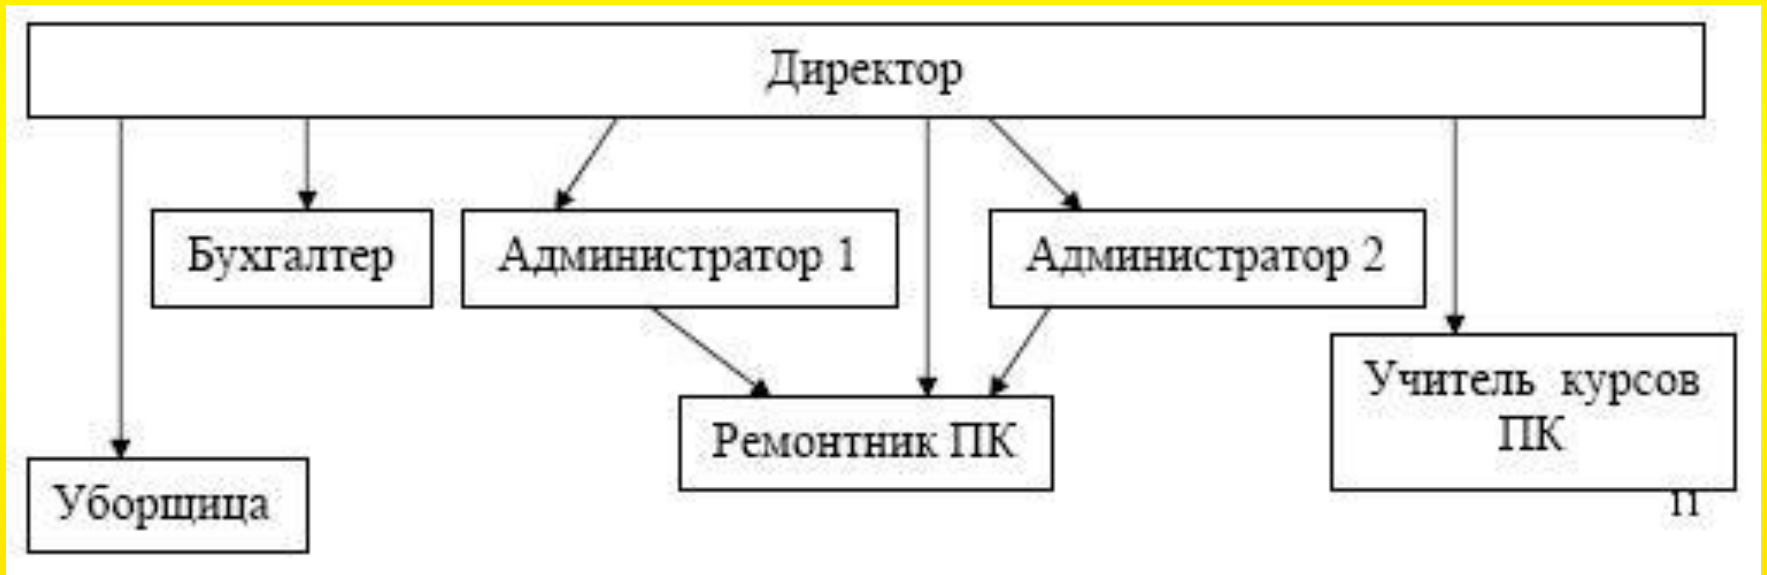 Директор
Бухгалтер
Администратор 1
Администратор 2
Учитель курсов
ПК
Ремонтник ПК
Уборщица
11